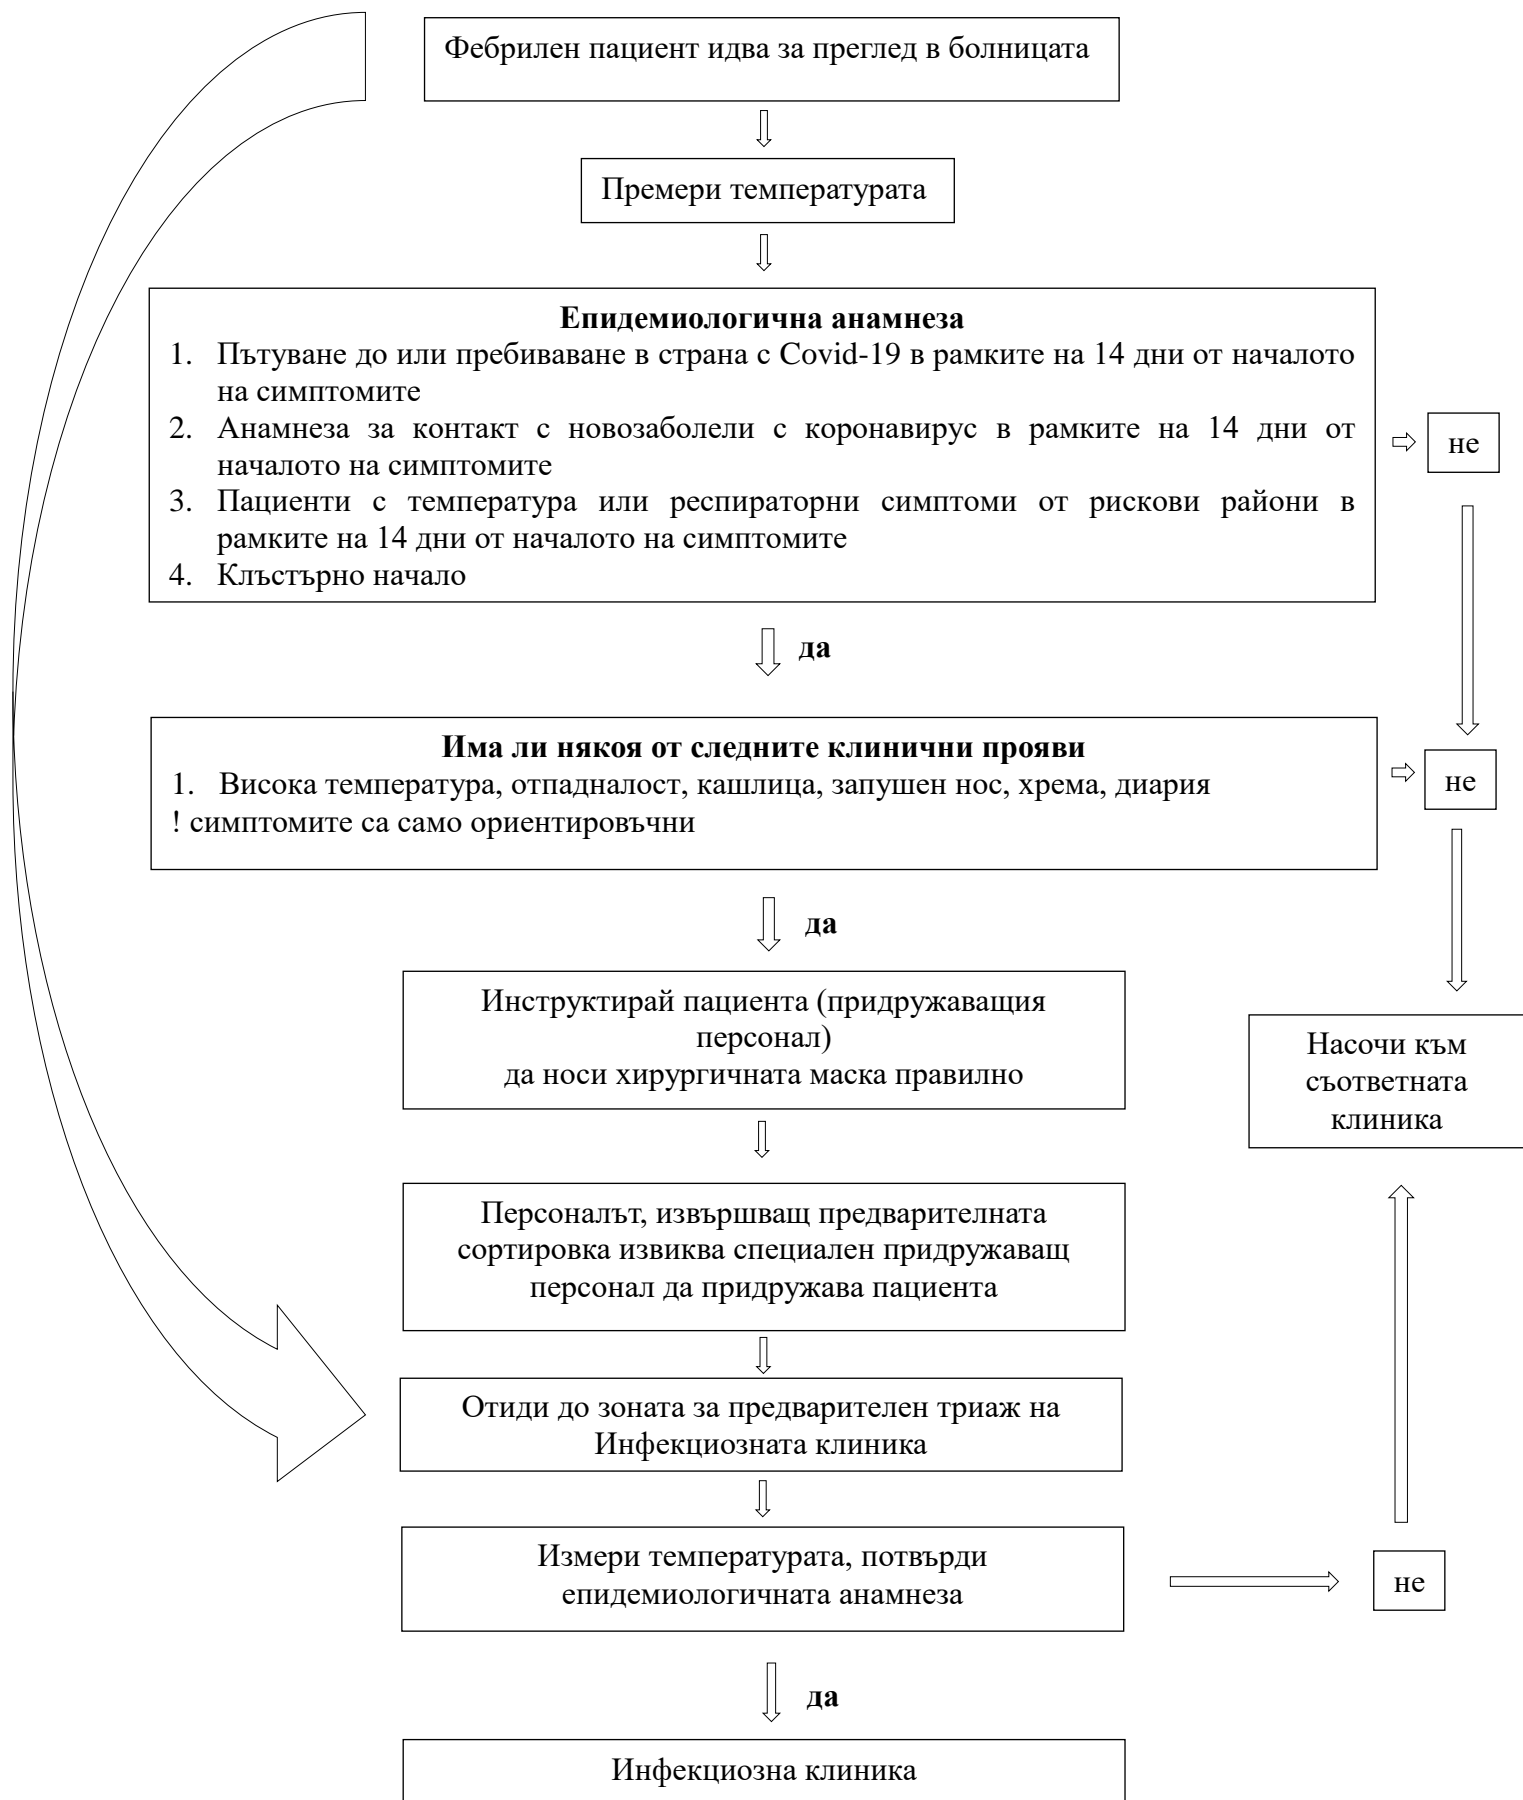 Фебрилен пациент идва за преглед в болницата
Премери температурата
Епидемиологична анамнеза
1. Пътуване до или пребиваване в страна с Covid-19 в рамките на 14 дни от началото
на симптомите
2. Анамнеза за контакт с новозаболели с коронавирус в рамките на 14 дни от
началото на симптомите
3. Пациенти с температура или респираторни симптоми от рискови райони в
рамките на 14 дни от началото на симптомите
4. Клъстърно начало
не
да
Има ли някоя от следните клинични прояви
1. Висока температура, отпадналост, кашлица, запушен нос, хрема, диария
! симптомите са само ориентировъчни
не
да
Инструктирай пациента (придружаващия
персонал)
да носи хирургичната маска правилно
Насочи към
съответната
клиника
Персоналът, извършващ предварителната
сортировка извиква специален придружаващ
персонал да придружава пациента
Отиди до зоната за предварителен триаж на
Инфекциозната клиника
Измери температурата, потвърди
епидемиологичната анамнеза
не
да
Инфекциозна клиника